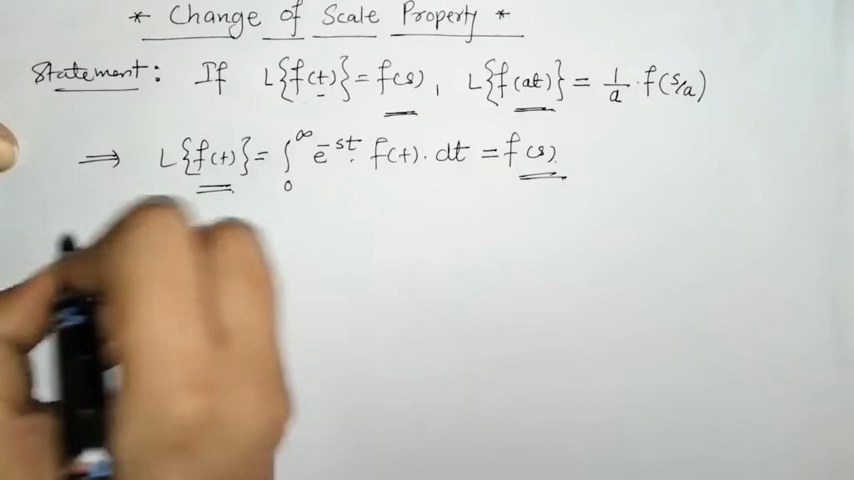 * Change of Scale Property *
Statement: If L{f(t)} = f(s), L{f(at)} = 1/a · f(s/a)
⇒ L{f(t)} = ∫₀^∞ e^-st · f(t) · dt = f(s).